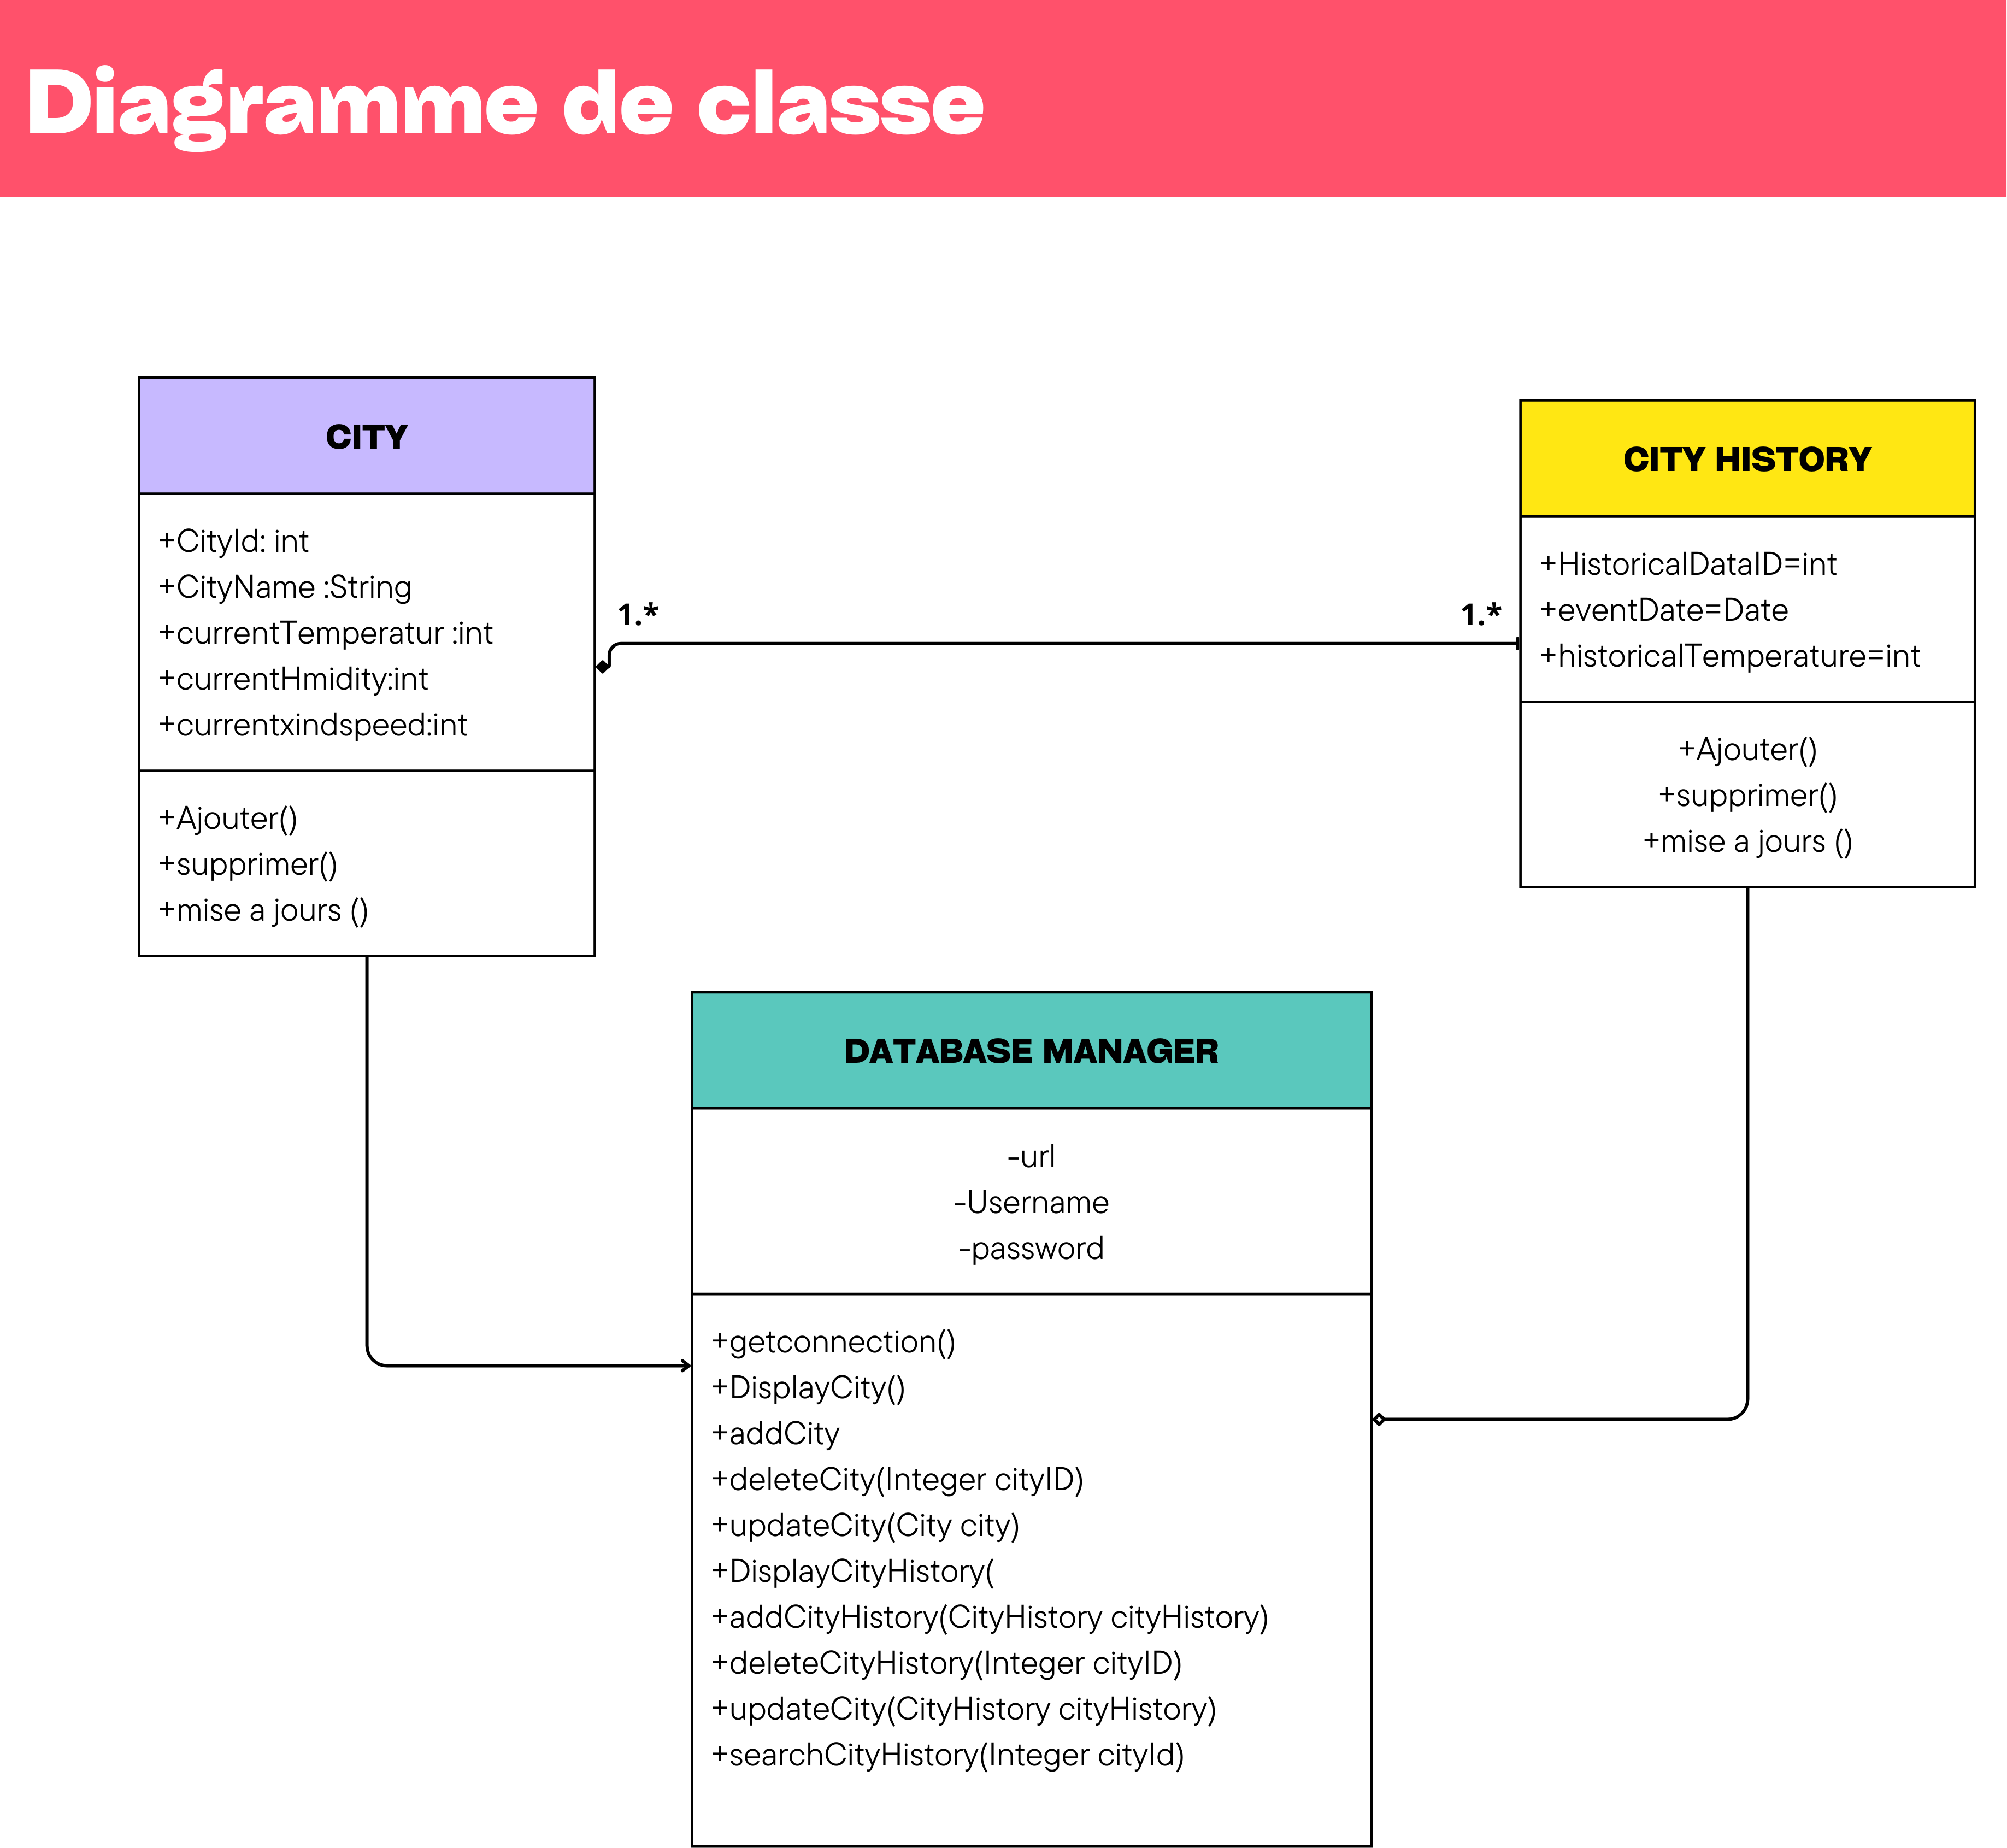 Diagramme de classe
CITY
+CityId: int
+CityName :String
+currentTemperatur :int
+currentHmidity:int
+currentxindspeed:int
+Ajouter()
+supprimer()
+mise a jours ()
1.*
1.*
CITY HISTORY
+HistoricalDataID=int
+eventDate=Date
+historicalTemperature=int
+Ajouter()
+supprimer()
+mise a jours ()
DATABASE MANAGER
-url
-Username
-password
+getconnection()
+DisplayCity()
+addCity
+deleteCity(Integer cityID)
+updateCity(City city)
+DisplayCityHistory(
+addCityHistory(CityHistory cityHistory)
+deleteCityHistory(Integer cityID)
+updateCity(CityHistory cityHistory)
+searchCityHistory(Integer cityId)